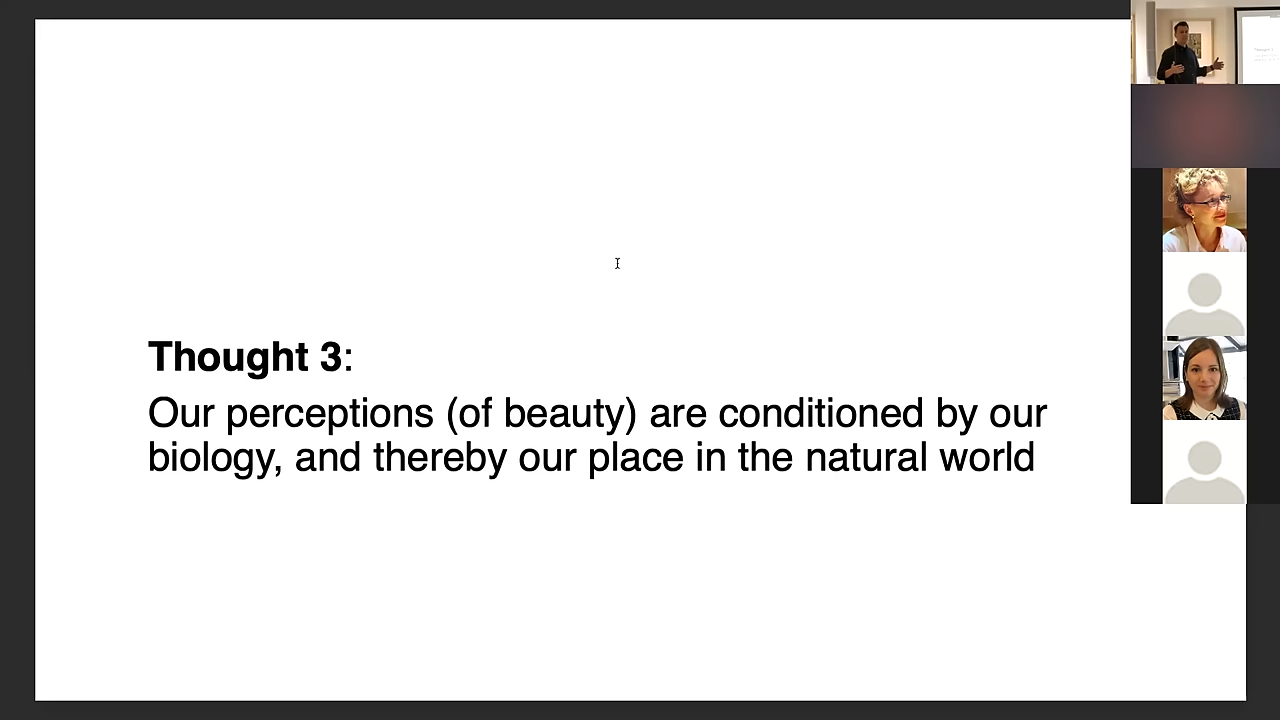 Thought 3:
Our perceptions (of beauty) are conditioned by our
biology, and thereby our place in the natural world